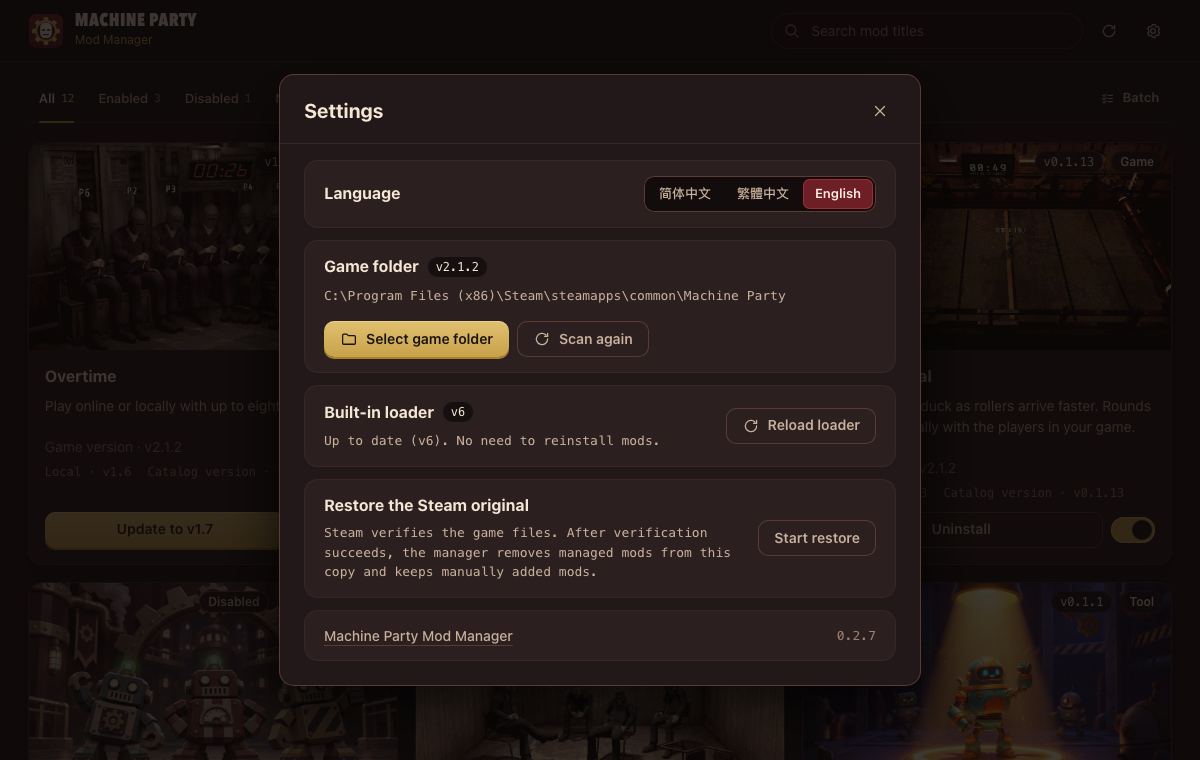 MACHINE PARTY
Mod Manager
Search mod titles
All 12 Enabled 3 Disabled 1
Batch
Settings
Language
简体中文 繁體中文 English
Game folder v2.1.2
C:\Program Files (x86)\Steam\steamapps\common\Machine Party
Select game folder Scan again
Built-in loader v6
Up to date (v6). No need to reinstall mods.
Reload loader
Restore the Steam original
Steam verifies the game files. After verification
succeeds, the manager removes managed mods from this
copy and keeps manually added mods.
Start restore
Machine Party Mod Manager 0.2.7
00:26
P6 P2 P3 P4
Overtime
Play online or locally with up to eight
Game version · v2.1.2
Local · v1.6 Catalog version ·
Update to v1.7
00:49
v0.1.13 Game
duck as rollers arrive faster. Rounds
with the players in your game.
v2.1.2
Catalog version · v0.1.13
Uninstall
Disabled
v0.1.1 Tool